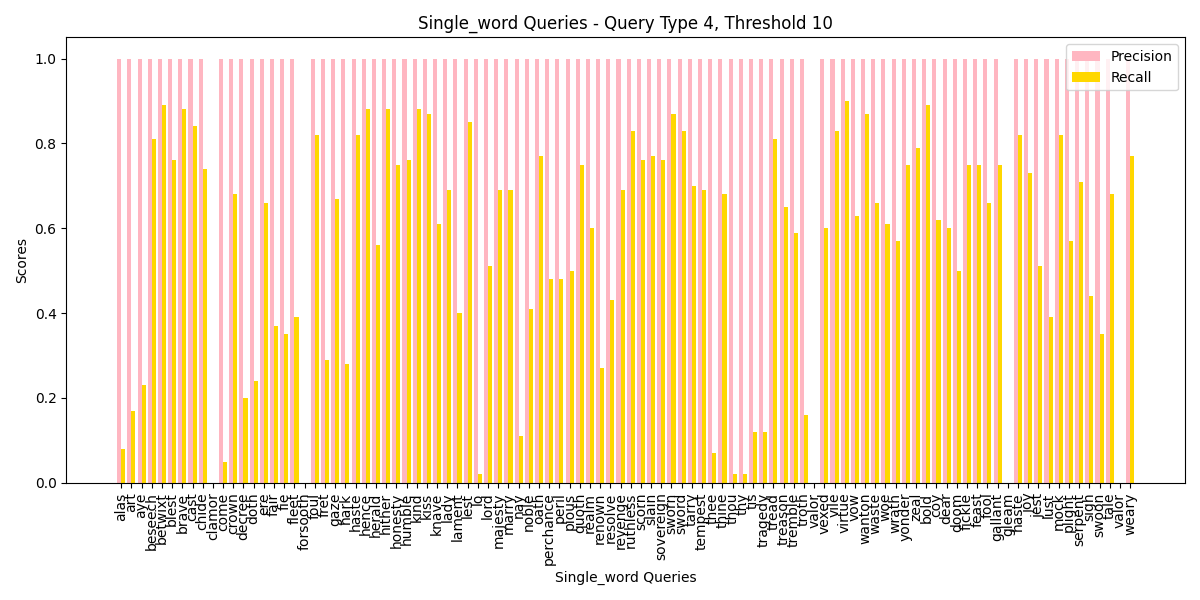 Single_word Queries - Query Type 4, Threshold 10
Precision
Recall
Scores
1.0
0.8
0.6
0.4
0.2
0.0
alas
art
aye
beseech
betwixt
blest
brave
cast
chide
clamor
come
crown
decree
doth
ere
fair
fie
fleet
forsooth
foul
fret
gaze
hark
haste
hence
herald
hither
honesty
humble
kind
kiss
knave
lady
lament
lest
lo
lord
majesty
marry
nay
noble
oath
perchance
peril
pious
quoth
realm
renown
resolve
revenge
ruthless
scorn
slain
sovereign
sworn
sword
tarry
tempest
thee
thine
thou
thy
tis
tragedy
tread
treason
tremble
troth
valor
vexed
vile
virtue
vow
wanton
waste
woe
wrath
yonder
zeal
bold
coy
dear
doom
fickle
feast
fool
gallant
gleam
haste
joy
jest
lust
mock
plight
serpent
sigh
swoon
tale
vain
weary
Single_word Queries